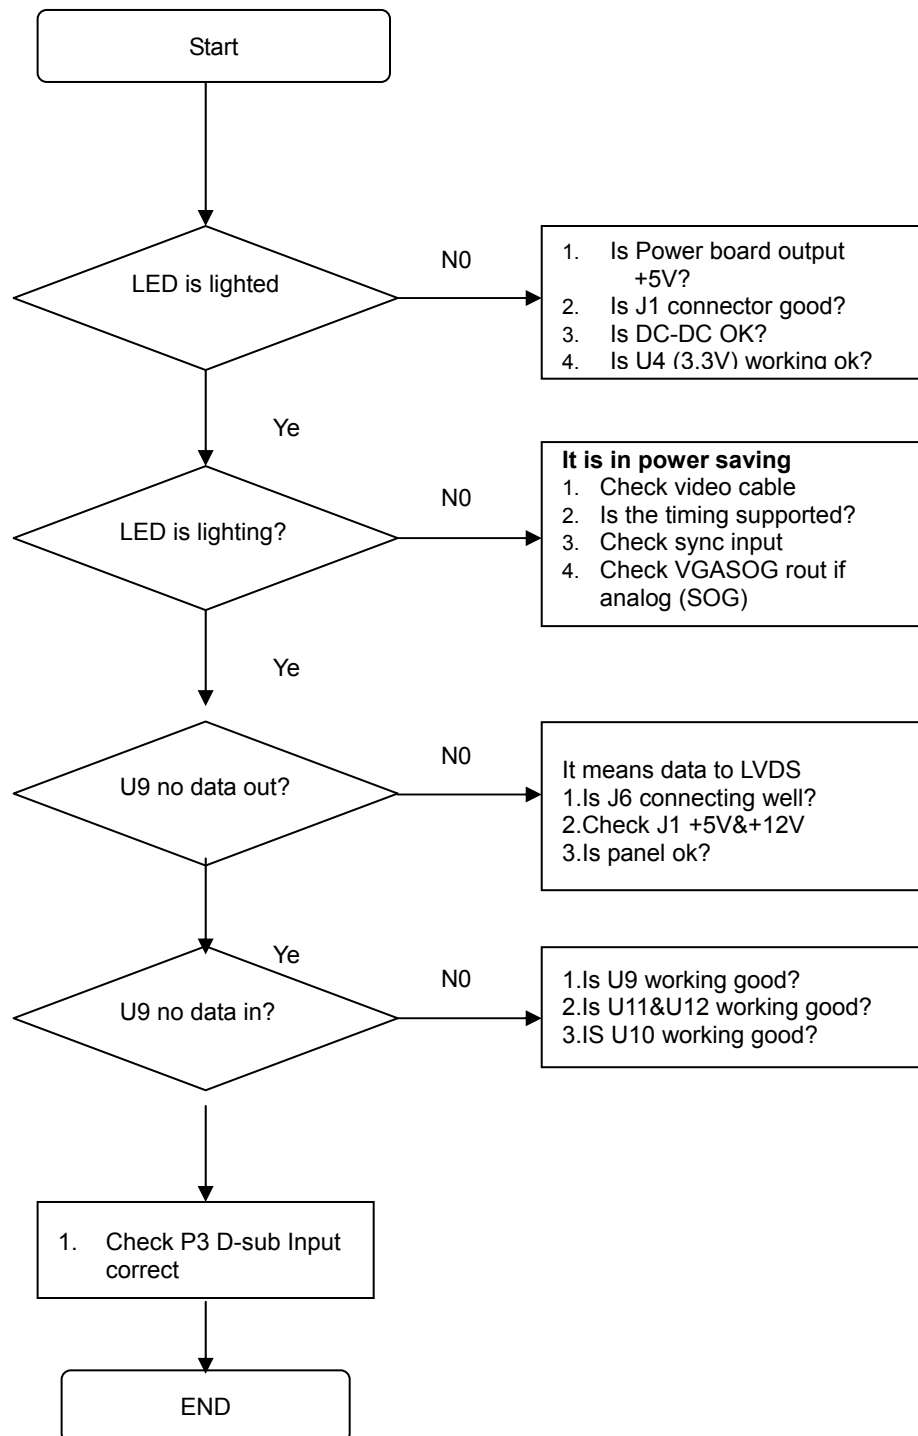 Start
LED is lighted
N0
1. Is Power board output
+5V?
2. Is J1 connector good?
3. Is DC-DC OK?
4. Is U4 (3.3V) working ok?
Ye
LED is lighting?
N0
It is in power saving
1. Check video cable
2. Is the timing supported?
3. Check sync input
4. Check VGASOG rout if
analog (SOG)
Ye
U9 no data out?
N0
It means data to LVDS
1.Is J6 connecting well?
2.Check J1 +5V&+12V
3.Is panel ok?
Ye
U9 no data in?
N0
1.Is U9 working good?
2.Is U11&U12 working good?
3.IS U10 working good?
1. Check P3 D-sub Input
correct
END